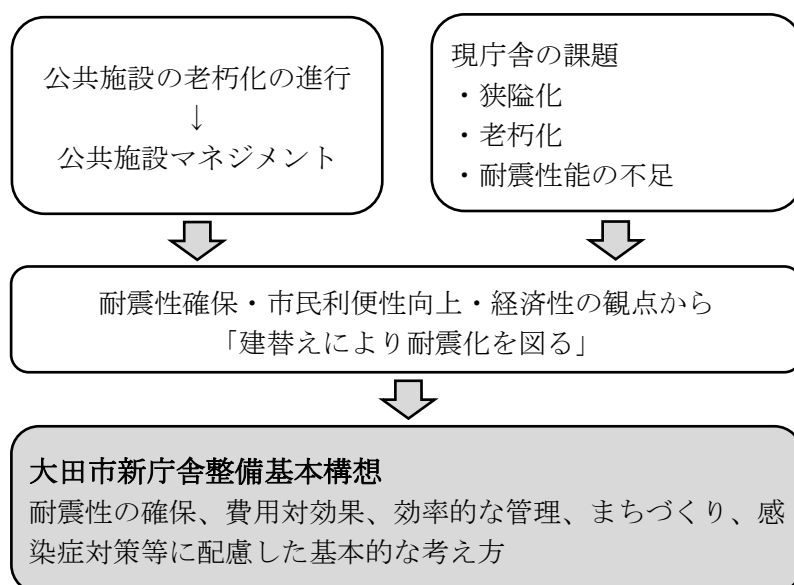 公共施設の老朽化の進行
↓
公共施設マネジメント
現庁舎の課題
・狭隘化
・老朽化
・耐震性能の不足
耐震性確保・市民利便性向上・経済性の観点から
「建替えにより耐震化を図る」
大田市新庁舎整備基本構想
耐震性の確保、費用対効果、効率的な管理、まちづくり、感
染症対策等に配慮した基本的な考え方